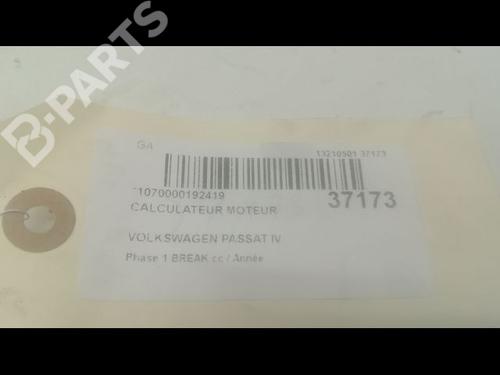 B-PARTS
GA
13210501 37173
*1070000192419
37173
CALCULATEUR MOTEUR
VOLKSWAGEN PASSAT IV
Phase 1 BREAK cc / Année